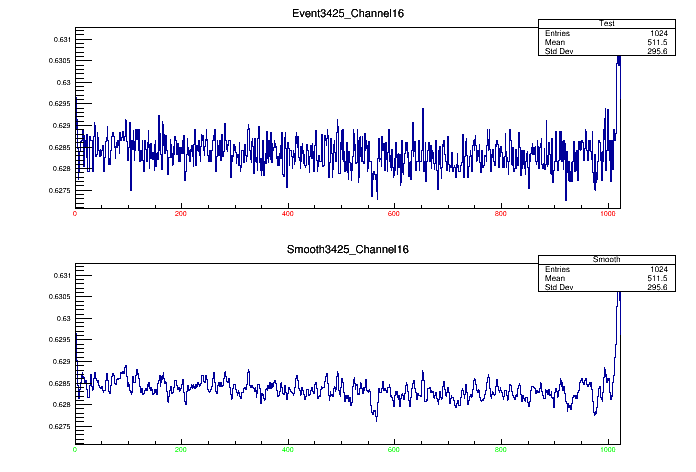 Event3425_Channel16
Test
Entries 1024
Mean 511.5
Std Dev 295.6
0.631
0.6305
0.63
0.6295
0.629
0.6285
0.628
0.6275
0 200 400 600 800 1000
Smooth3425_Channel16
Smooth
Entries 1024
Mean 511.5
Std Dev 295.6
0.631
0.6305
0.63
0.6295
0.629
0.6285
0.628
0.6275
0 200 400 600 800 1000